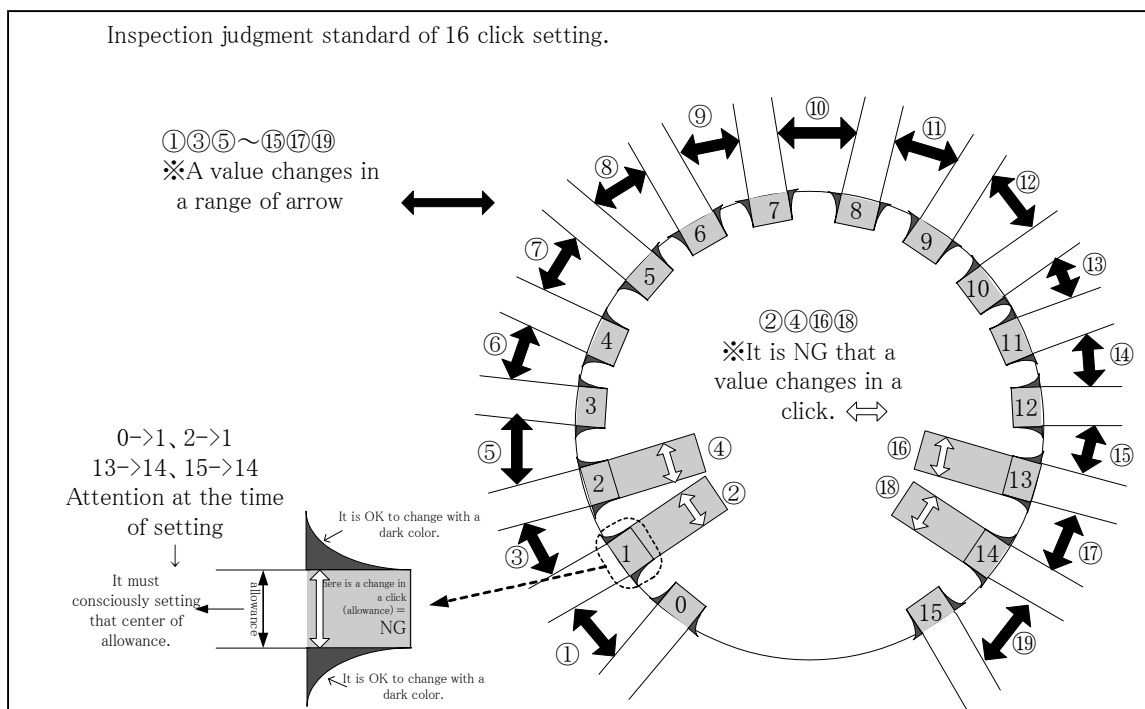 Inspection judgment standard of 16 click setting.
①③⑤～⑮⑰⑲
※A value changes in
a range of arrow
②④⑯⑱
※It is NG that a
value changes in a
click.
0->1、2->1
13->14、15->14
Attention at the time
of setting
It must
consciously setting
that center of
allowance.
It is OK to change with a
dark color.
allowance
here is a change in
a click
(allowance) =
NG
It is OK to change with a
dark color.
0
1
2
3
4
5
6
7
8
9
10
11
12
13
14
15
①
②
③
④
⑤
⑥
⑦
⑧
⑨
⑩
⑪
⑫
⑬
⑭
⑮
⑯
⑰
⑱
⑲